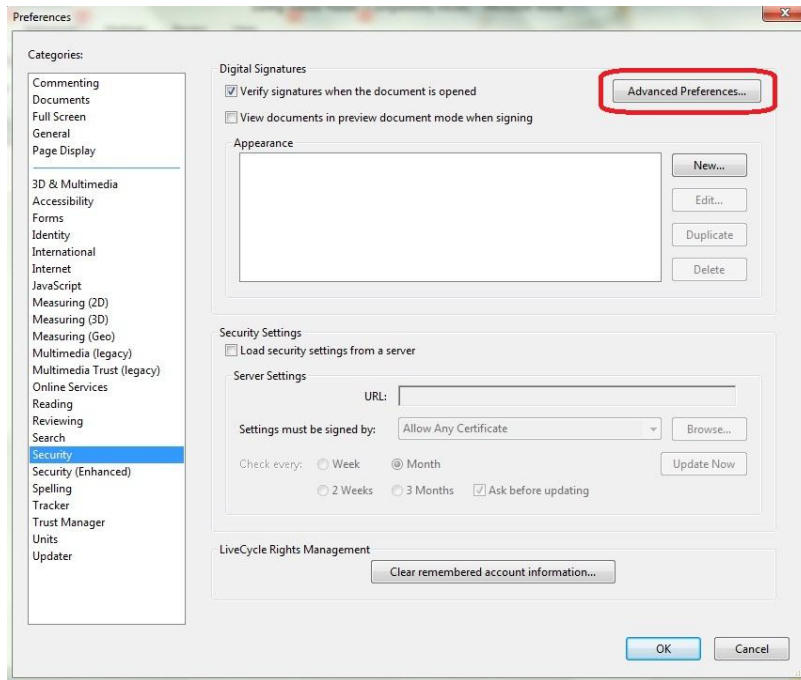 Preferences
Categories:
Commenting
Documents
Full Screen
General
Page Display
3D & Multimedia
Accessibility
Forms
Identity
International
Internet
JavaScript
Measuring (2D)
Measuring (3D)
Measuring (Geo)
Multimedia (legacy)
Multimedia Trust (legacy)
Online Services
Reading
Reviewing
Search
Security
Security (Enhanced)
Spelling
Tracker
Trust Manager
Units
Updater
Digital Signatures
Verify signatures when the document is opened
Advanced Preferences...
View documents in preview document mode when signing
Appearance
New...
Edit...
Duplicate
Delete
Security Settings
Load security settings from a server
Server Settings
URL:
Settings must be signed by: Allow Any Certificate Browse...
Check every: Week Month Update Now
2 Weeks 3 Months Ask before updating
LiveCycle Rights Management
Clear remembered account information...
OK Cancel